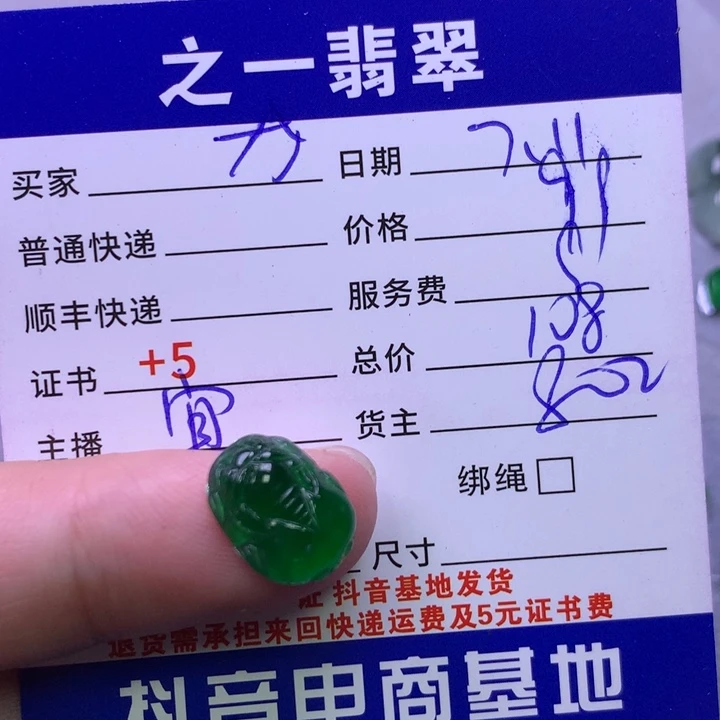 之一翡翠
买家 日期
普通快递 价格
顺丰快递 服务费
证书 +5 总价 108
主播 货主 800
绑绳
尺寸
证 抖音基地发货
退货需承担来回快递运费及5元证书费
抖音电商基地